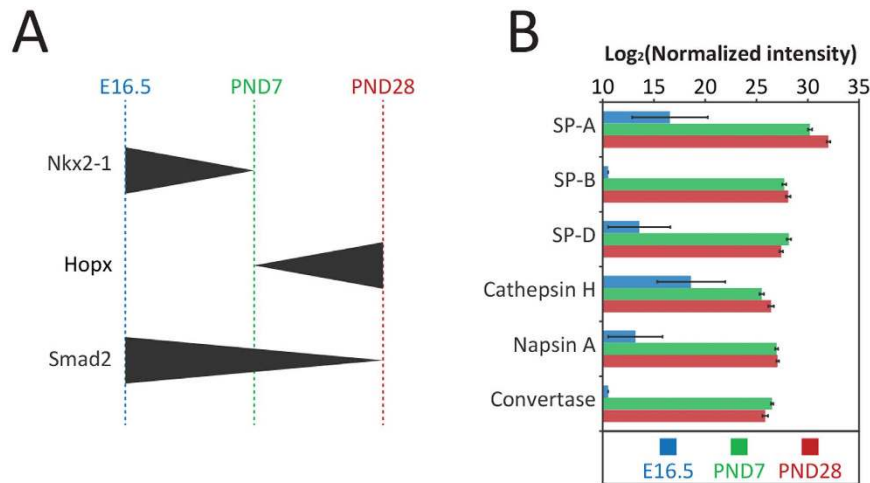 A
E16.5 PND7 PND28
Nkx2-1
Hopx
Smad2
B
Log₂(Normalized intensity)
10 15 20 25 30 35
SP-A
SP-B
SP-D
Cathepsin H
Napsin A
Convertase
E16.5 PND7 PND28